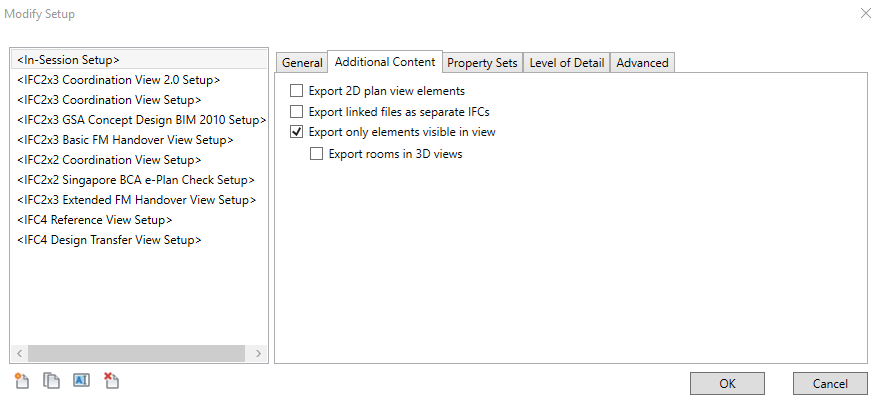 Modify Setup
<In-Session Setup>
<IFC2x3 Coordination View 2.0 Setup>
<IFC2x3 Coordination View Setup>
<IFC2x3 GSA Concept Design BIM 2010 Setup>
<IFC2x3 Basic FM Handover View Setup>
<IFC2x2 Coordination View Setup>
<IFC2x2 Singapore BCA e-Plan Check Setup>
<IFC2x3 Extended FM Handover View Setup>
<IFC4 Reference View Setup>
<IFC4 Design Transfer View Setup>
General Additional Content Property Sets Level of Detail Advanced
Export 2D plan view elements
Export linked files as separate IFCs
Export only elements visible in view
Export rooms in 3D views
AI
OK Cancel